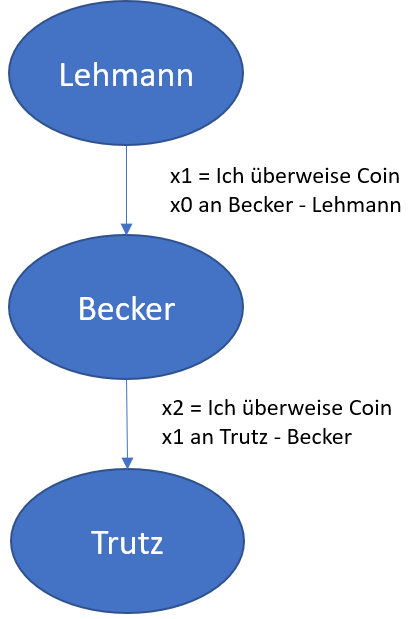 Lehmann
x1 = Ich überweise Coin
x0 an Becker - Lehmann
Becker
x2 = Ich überweise Coin
x1 an Trutz - Becker
Trutz